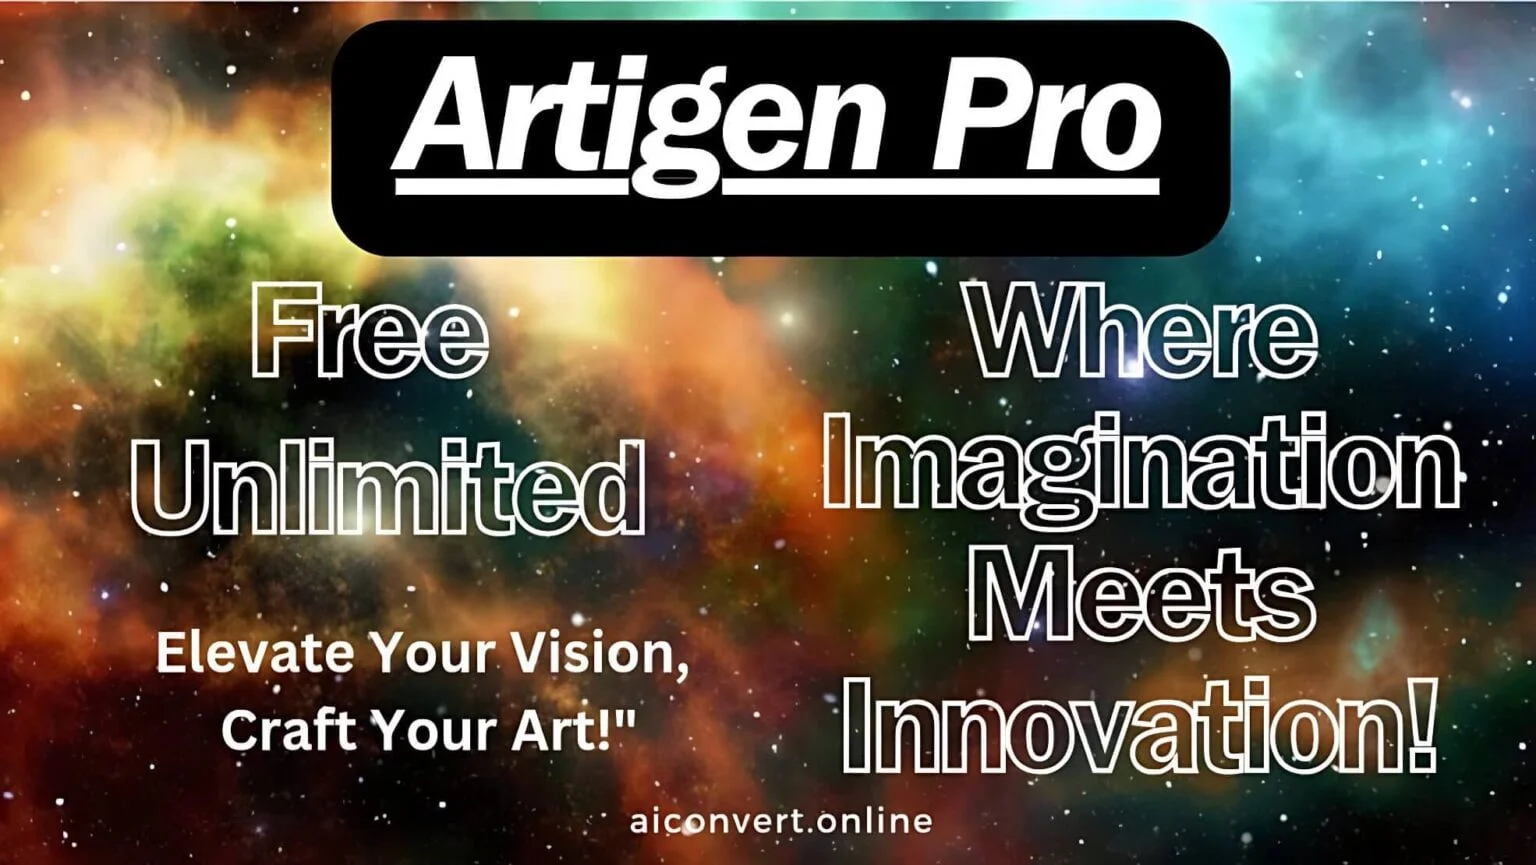 Artigen Pro
Free
Unlimited
Elevate Your Vision,
Craft Your Art!"
Where
Imagination
Meets
Innovation!
aiconvert.online